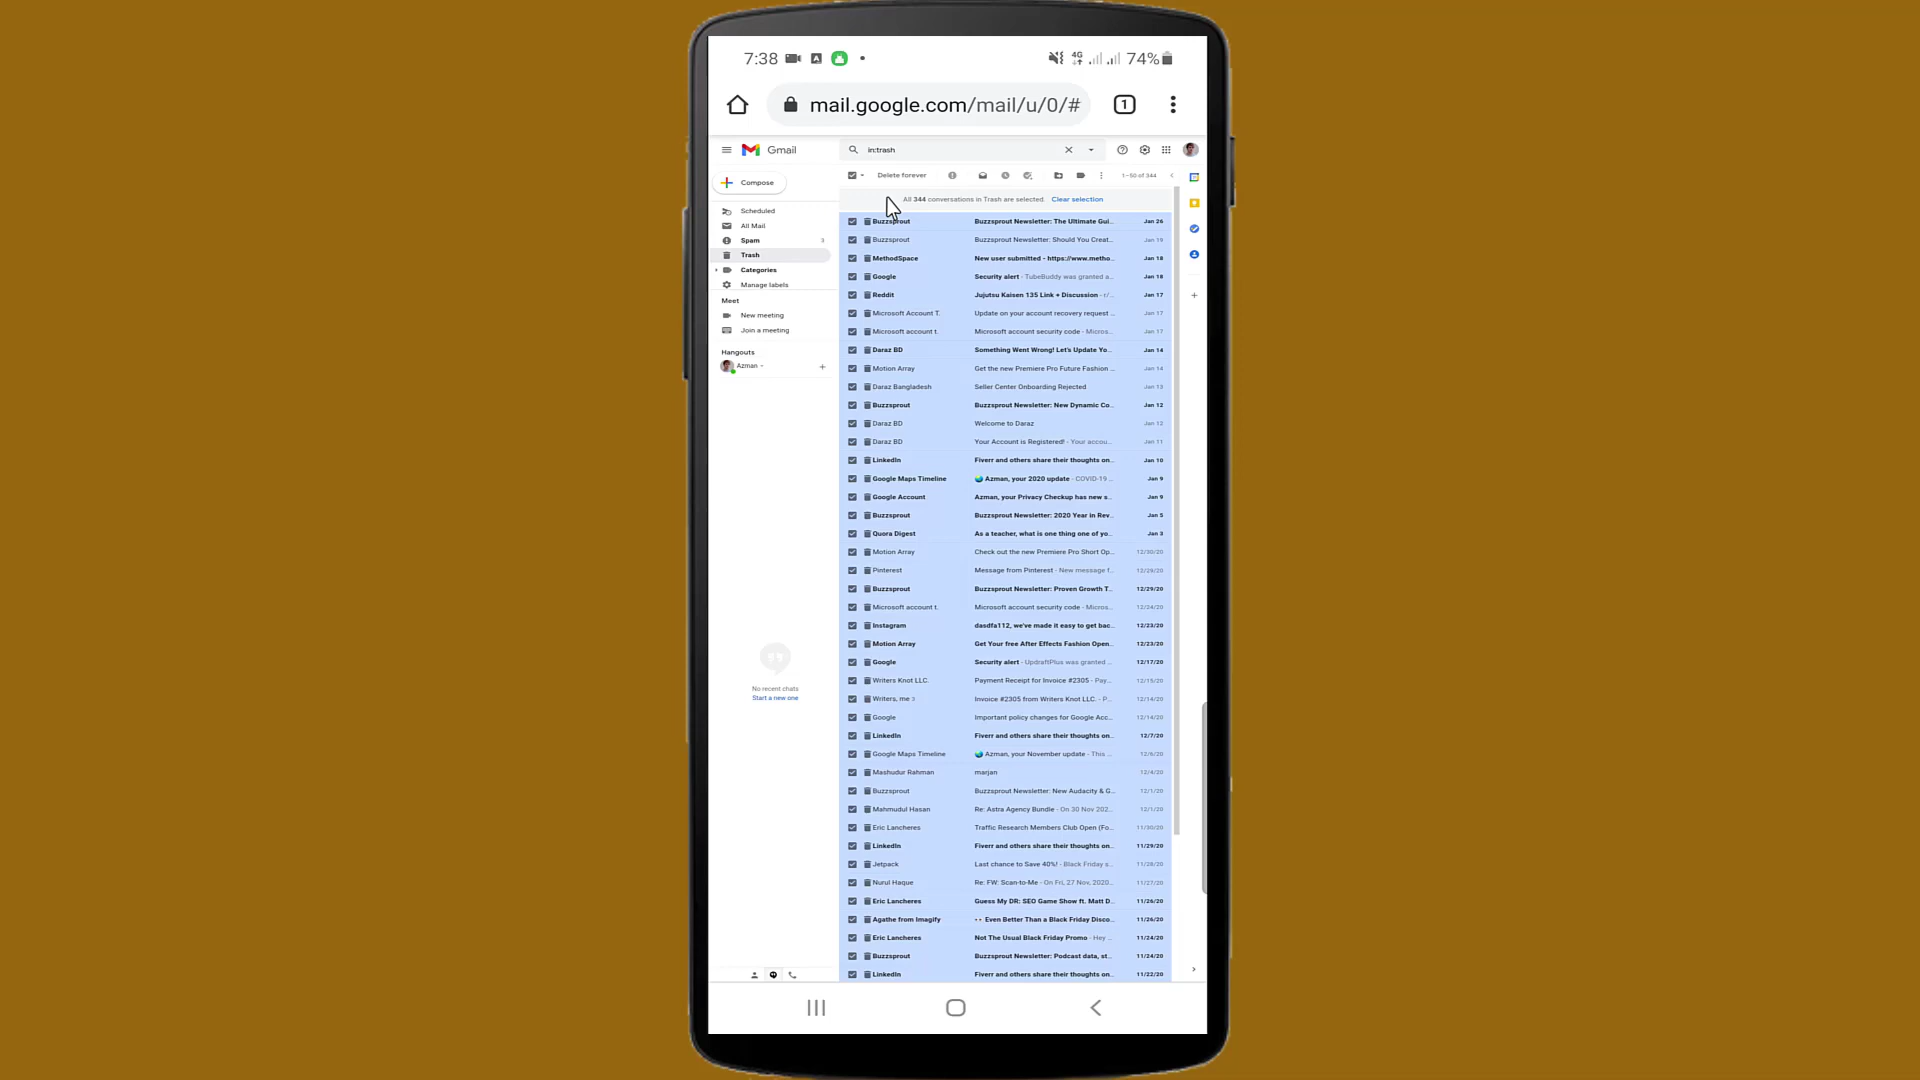 7:38 74%
mail.google.com/mail/u/0/# 1
Gmail in:trash
Compose Delete forever 1–50 of 344
All 344 conversations in Trash are selected. Clear selection
Scheduled
All Mail
Spam 3
Trash
Categories
Manage labels
Meet
New meeting
Join a meeting
Hangouts
Azman
No recent chats
Start a new one
Buzzsprout Buzzsprout Newsletter: The Ultimate Gui… Jan 26
Buzzsprout Buzzsprout Newsletter: Should You Creat… Jan 19
MethodSpace New user submitted - https://www.metho… Jan 18
Google Security alert - TubeBuddy was granted a… Jan 18
Reddit Jujutsu Kaisen 135 Link + Discussion - r/… Jan 17
Microsoft Account T. Update on your account recovery request … Jan 17
Microsoft account t. Microsoft account security code - Micros… Jan 17
Daraz BD Something Went Wrong! Let's Update Yo… Jan 14
Motion Array Get the new Premiere Pro Future Fashion … Jan 14
Daraz Bangladesh Seller Center Onboarding Rejected Jan 13
Buzzsprout Buzzsprout Newsletter: New Dynamic Co… Jan 12
Daraz BD Welcome to Daraz Jan 12
Daraz BD Your Account is Registered! - Your accou… Jan 11
LinkedIn Fiverr and others share their thoughts on… Jan 10
Google Maps Timeline Azman, your 2020 update - COVID-19 … Jan 9
Google Account Azman, your Privacy Checkup has new s… Jan 9
Buzzsprout Buzzsprout Newsletter: 2020 Year in Rev… Jan 5
Quora Digest As a teacher, what is one thing one of yo… Jan 3
Motion Array Check out the new Premiere Pro Short Op… 12/30/20
Pinterest Message from Pinterest - New message f… 12/29/20
Buzzsprout Buzzsprout Newsletter: Proven Growth T… 12/29/20
Microsoft account t. Microsoft account security code - Micros… 12/24/20
Instagram dasdfa112, we've made it easy to get bac… 12/23/20
Motion Array Get Your free After Effects Fashion Open… 12/23/20
Google Security alert - UpdraftPlus was granted … 12/17/20
Writers Knot LLC. Payment Receipt for Invoice #2305 - Pay… 12/15/20
Writers, me 3 Invoice #2305 from Writers Knot LLC. - P… 12/14/20
Google Important policy changes for Google Acc… 12/14/20
LinkedIn Fiverr and others share their thoughts on… 12/7/20
Google Maps Timeline Azman, your November update - This … 12/6/20
Mashudur Rahman marjan 12/4/20
Buzzsprout Buzzsprout Newsletter: New Audacity & G… 12/1/20
Mahmudul Hasan Re: Astra Agency Bundle - On 30 Nov 202… 12/1/20
Eric Lancheres Traffic Research Members Club Open (Fo… 11/30/20
LinkedIn Fiverr and others share their thoughts on… 11/29/20
Jetpack Last chance to Save 40%! - Black Friday s… 11/28/20
Nurul Haque Re: FW: Scan-to-Me - On Fri, 27 Nov, 2020… 11/27/20
Eric Lancheres Guess My DR: SEO Game Show ft. Matt D… 11/26/20
Agathe from Imagify Even Better Than a Black Friday Disco… 11/26/20
Eric Lancheres Not The Usual Black Friday Promo - Hey … 11/24/20
Buzzsprout Buzzsprout Newsletter: Podcast data, st… 11/24/20
LinkedIn Fiverr and others share their thoughts on… 11/22/20